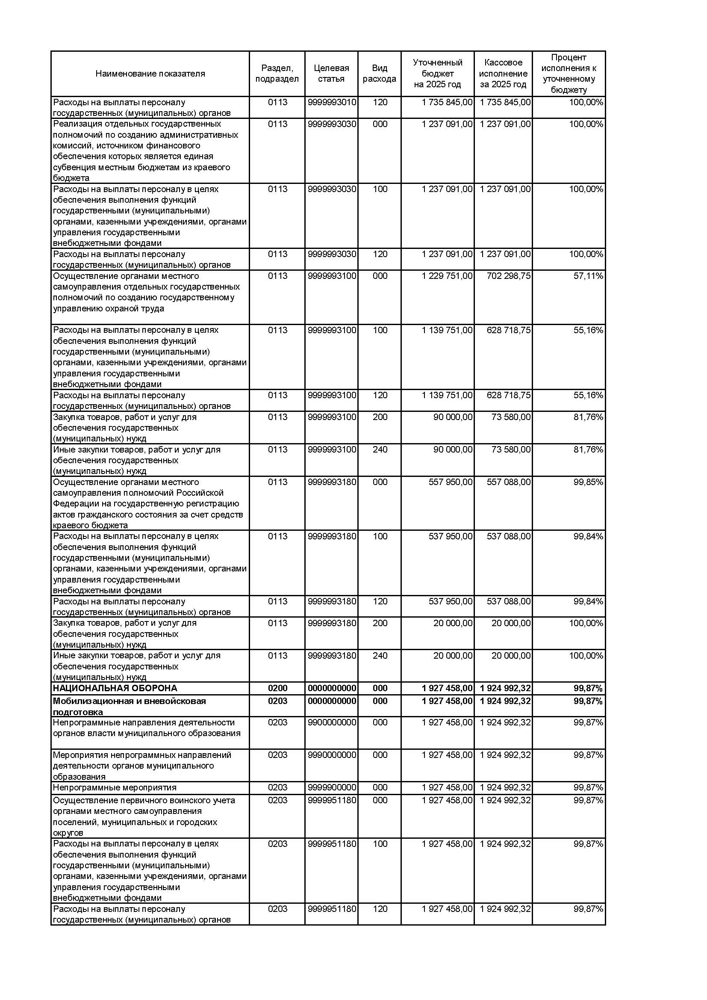 Наименование показателя
Раздел,
подраздел
Целевая
статья
Вид
расхода
Уточненный
бюджет
на 2025 год
Кассовое
исполнение
за 2025 год
Процент
исполнения к
уточненному
бюджету
Расходы на выплаты персоналу 0113 9999993010 120 1 735 845,00 1 735 845,00 100,00%
государственных (муниципальных) органов
Реализация отдельных государственных 0113 9999993030 000 1 237 091,00 1 237 091,00 100,00%
полномочий по созданию административных
комиссий, источником финансового
обеспечения которых является единая
субвенция местным бюджетам из краевого
бюджета
Расходы на выплаты персоналу в целях 0113 9999993030 100 1 237 091,00 1 237 091,00 100,00%
обеспечения выполнения функций
государственными (муниципальными)
органами, казенными учреждениями, органами
управления государственными
внебюджетными фондами
Расходы на выплаты персоналу 0113 9999993030 120 1 237 091,00 1 237 091,00 100,00%
государственных (муниципальных) органов
Осуществление органами местного 0113 9999993100 000 1 229 751,00 702 298,75 57,11%
самоуправления отдельных государственных
полномочий по созданию государственному
управлению охраной труда
Расходы на выплаты персоналу в целях 0113 9999993100 100 1 139 751,00 628 718,75 55,16%
обеспечения выполнения функций
государственными (муниципальными)
органами, казенными учреждениями, органами
управления государственными
внебюджетными фондами
Расходы на выплаты персоналу 0113 9999993100 120 1 139 751,00 628 718,75 55,16%
государственных (муниципальных) органов
Закупка товаров, работ и услуг для 0113 9999993100 200 90 000,00 73 580,00 81,76%
обеспечения государственных
(муниципальных) нужд
Иные закупки товаров, работ и услуг для 0113 9999993100 240 90 000,00 73 580,00 81,76%
обеспечения государственных
(муниципальных) нужд
Осуществление органами местного 0113 9999993180 000 557 950,00 557 088,00 99,85%
самоуправления полномочий Российской
Федерации на государственную регистрацию
актов гражданского состояния за счет средств
краевого бюджета
Расходы на выплаты персоналу в целях 0113 9999993180 100 537 950,00 537 088,00 99,84%
обеспечения выполнения функций
государственными (муниципальными)
органами, казенными учреждениями, органами
управления государственными
внебюджетными фондами
Расходы на выплаты персоналу 0113 9999993180 120 537 950,00 537 088,00 99,84%
государственных (муниципальных) органов
Закупка товаров, работ и услуг для 0113 9999993180 200 20 000,00 20 000,00 100,00%
обеспечения государственных
(муниципальных) нужд
Иные закупки товаров, работ и услуг для 0113 9999993180 240 20 000,00 20 000,00 100,00%
обеспечения государственных
(муниципальных) нужд
НАЦИОНАЛЬНАЯ ОБОРОНА 0200 0000000000 000 1 927 458,00 1 924 992,32 99,87%
Мобилизационная и вневойсковая 0203 0000000000 000 1 927 458,00 1 924 992,32 99,87%
подготовка
Непрограммные направления деятельности 0203 9900000000 000 1 927 458,00 1 924 992,32 99,87%
органов власти муниципального образования
Мероприятия непрограммных направлений 0203 9990000000 000 1 927 458,00 1 924 992,32 99,87%
деятельности органов муниципального
образования
Непрограммные мероприятия 0203 9999900000 000 1 927 458,00 1 924 992,32 99,87%
Осуществление первичного воинского учета 0203 9999951180 000 1 927 458,00 1 924 992,32 99,87%
органами местного самоуправления
поселений, муниципальных и городских
округов
Расходы на выплаты персоналу в целях 0203 9999951180 100 1 927 458,00 1 924 992,32 99,87%
обеспечения выполнения функций
государственными (муниципальными)
органами, казенными учреждениями, органами
управления государственными
внебюджетными фондами
Расходы на выплаты персоналу 0203 9999951180 120 1 927 458,00 1 924 992,32 99,87%
государственных (муниципальных) органов